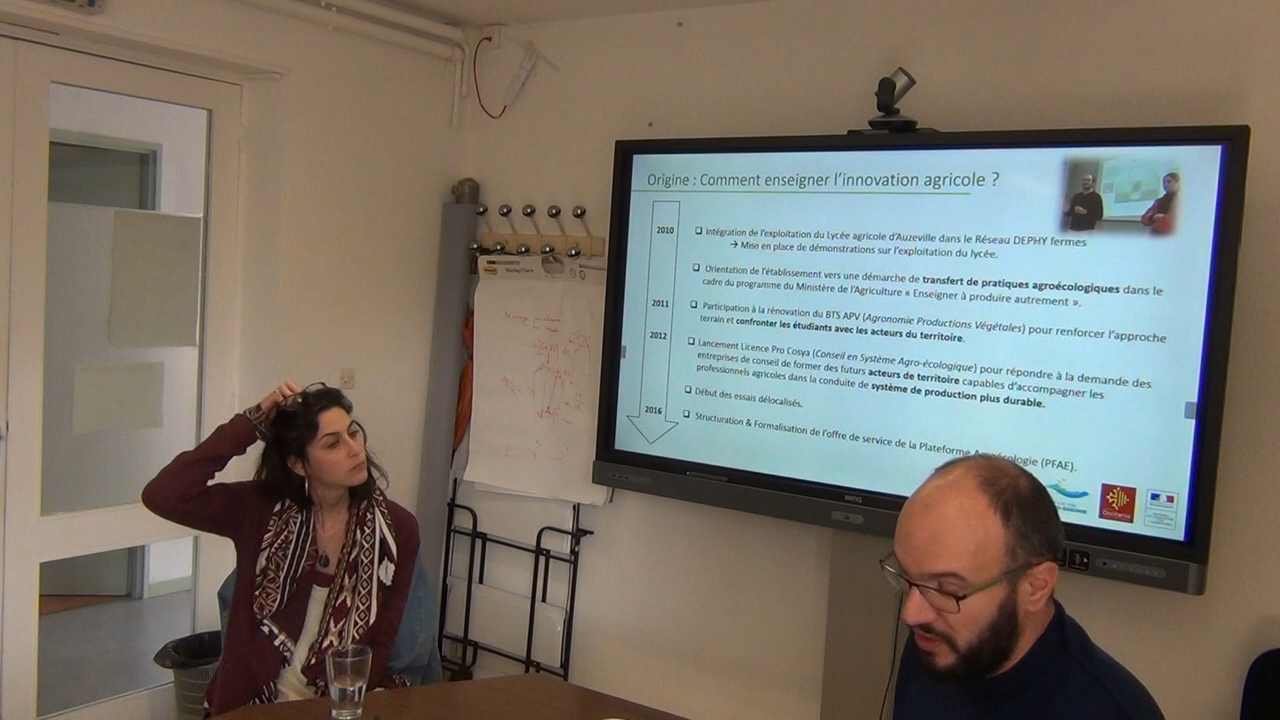 Origine : Comment enseigner l'innovation agricole ?
2010
❑ Intégration de l'exploitation du Lycée agricole d'Auzeville dans le Réseau DEPHY fermes
→ Mise en place de démonstrations sur l'exploitation du lycée.
❑ Orientation de l'établissement vers une démarche de transfert de pratiques agroécologiques dans le
cadre du programme du Ministère de l'Agriculture « Enseigner à produire autrement ».
2011
❑ Participation à la rénovation du BTS APV (Agronomie Productions Végétales) pour renforcer l'approche
terrain et confronter les étudiants avec les acteurs du territoire.
2012
❑ Lancement Licence Pro Cosya (Conseil en Système Agro-écologique) pour répondre à la demande des
entreprises de conseil de former des futurs acteurs de territoire capables d'accompagner les
professionnels agricoles dans la conduite de système de production plus durable.
❑ Début des essais délocalisés.
2016
❑ Structuration & Formalisation de l'offre de service de la Plateforme Agroécologie (PFAE).
Occitanie
BenQ